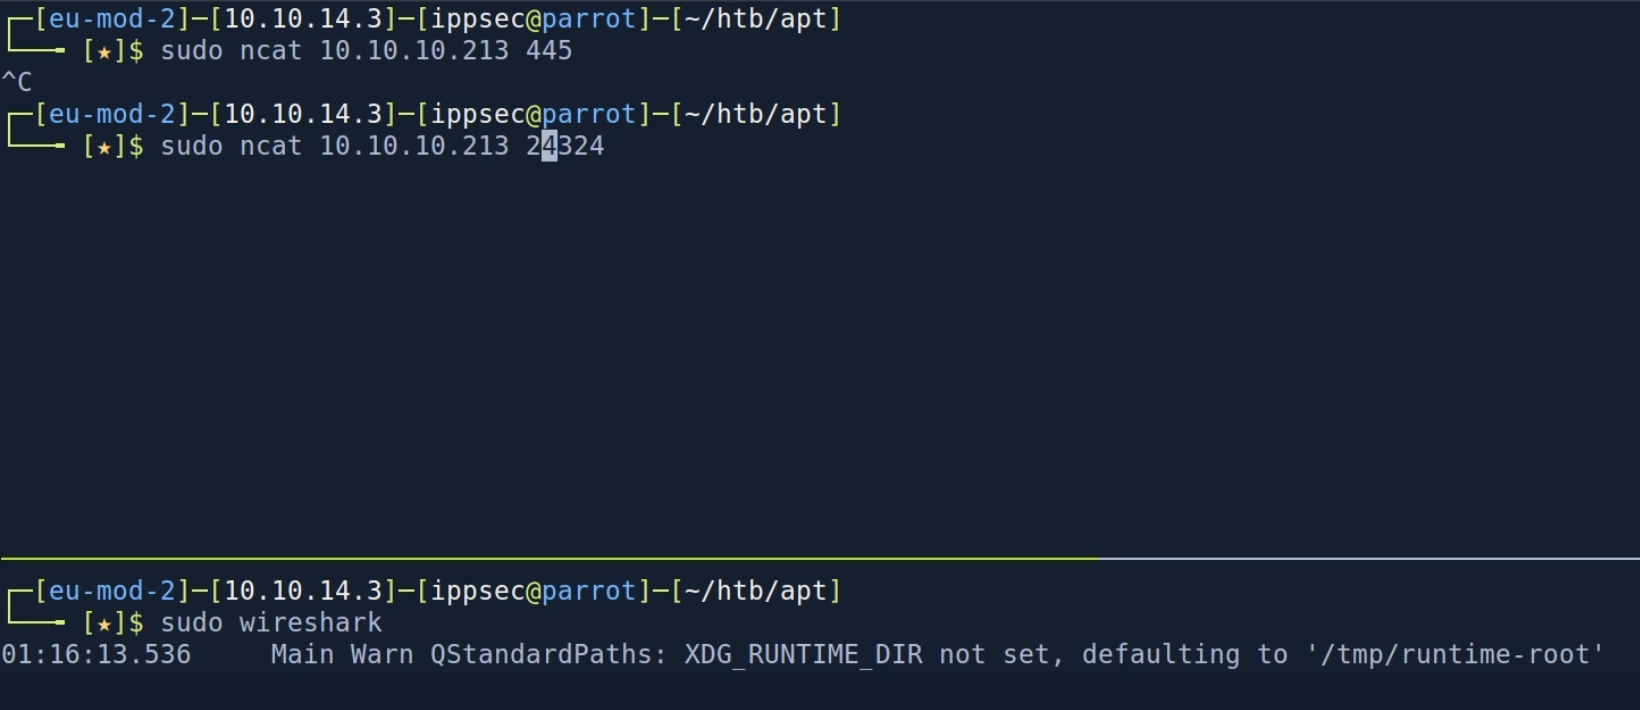 ┌─[eu-mod-2]─[10.10.14.3]─[ippsec@parrot]─[~/htb/apt]
└──╼ [★]$ sudo ncat 10.10.10.213 445
^C
┌─[eu-mod-2]─[10.10.14.3]─[ippsec@parrot]─[~/htb/apt]
└──╼ [★]$ sudo ncat 10.10.10.213 24324
┌─[eu-mod-2]─[10.10.14.3]─[ippsec@parrot]─[~/htb/apt]
└──╼ [★]$ sudo wireshark
01:16:13.536     Main Warn QStandardPaths: XDG_RUNTIME_DIR not set, defaulting to '/tmp/runtime-root'